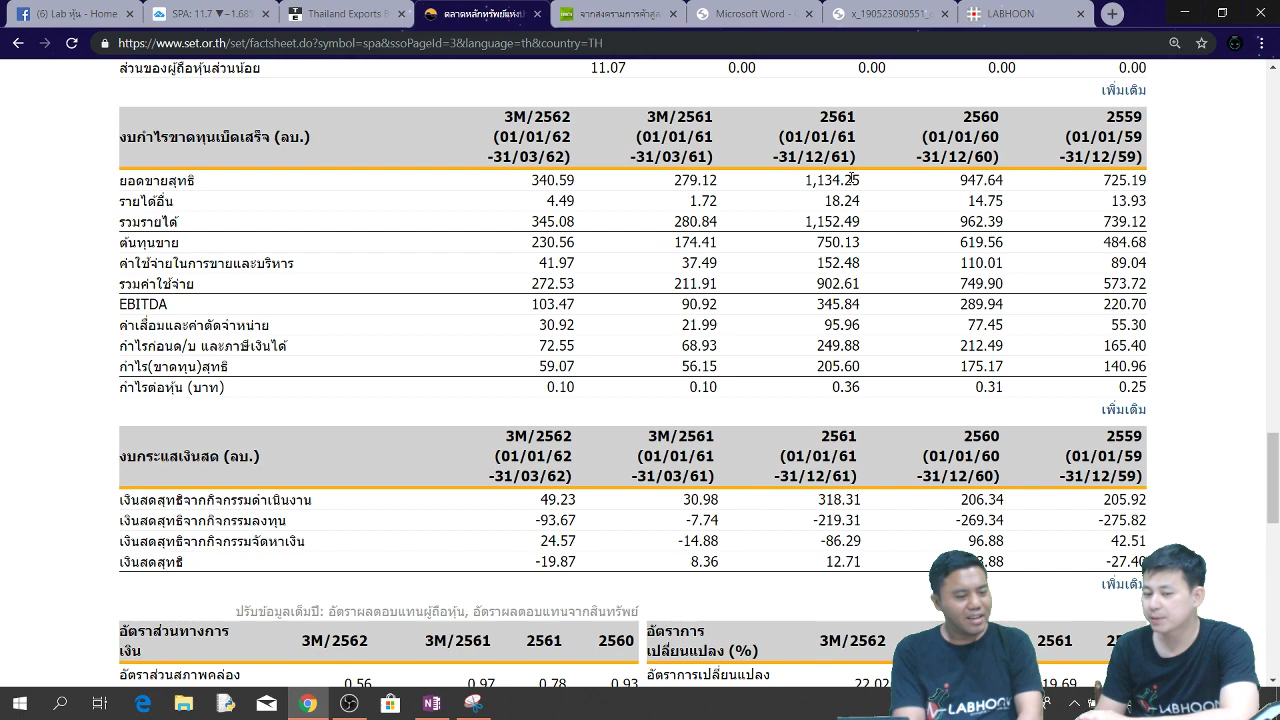 Lab หุ้น - Home
SPA: 11.7 ▼-1.68%
Thailand Exports B
ตลาดหลักทรัพย์แห่งป
จากสงครามการค้าสู่ส
Microsoft Word -
x20190523090551_
LABHOON
https://www.set.or.th/set/factsheet.do?symbol=spa&ssoPageId=3&language=th&country=TH
ส่วนของผู้ถือหุ้นส่วนน้อย 11.07 0.00 0.00 0.00 0.00
เพิ่มเติม
งบกำไรขาดทุนเบ็ดเสร็จ (ลบ.) 3M/2562 (01/01/62 -31/03/62) 3M/2561 (01/01/61 -31/03/61) 2561 (01/01/61 -31/12/61) 2560 (01/01/60 -31/12/60) 2559 (01/01/59 -31/12/59)
ยอดขายสุทธิ 340.59 279.12 1,134.25 947.64 725.19
รายได้อื่น 4.49 1.72 18.24 14.75 13.93
รวมรายได้ 345.08 280.84 1,152.49 962.39 739.12
ต้นทุนขาย 230.56 174.41 750.13 619.56 484.68
ค่าใช้จ่ายในการขายและบริหาร 41.97 37.49 152.48 110.01 89.04
รวมค่าใช้จ่าย 272.53 211.91 902.61 749.90 573.72
EBITDA 103.47 90.92 345.84 289.94 220.70
ค่าเสื่อมและค่าตัดจำหน่าย 30.92 21.99 95.96 77.45 55.30
กำไรก่อนด/บ และภาษีเงินได้ 72.55 68.93 249.88 212.49 165.40
กำไร(ขาดทุน)สุทธิ 59.07 56.15 205.60 175.17 140.96
กำไรต่อหุ้น (บาท) 0.10 0.10 0.36 0.31 0.25
เพิ่มเติม
งบกระแสเงินสด (ลบ.) 3M/2562 (01/01/62 -31/03/62) 3M/2561 (01/01/61 -31/03/61) 2561 (01/01/61 -31/12/61) 2560 (01/01/60 -31/12/60) 2559 (01/01/59 -31/12/59)
เงินสดสุทธิจากกิจกรรมดำเนินงาน 49.23 30.98 318.31 206.34 205.92
เงินสดสุทธิจากกิจกรรมลงทุน -93.67 -7.74 -219.31 -269.34 -275.82
เงินสดสุทธิจากกิจกรรมจัดหาเงิน 24.57 -14.88 -86.29 96.88 42.51
เงินสดสุทธิ -19.87 8.36 12.71 -27.40
เพิ่มเติม
ปรับข้อมูลเต็มปี: อัตราผลตอบแทนผู้ถือหุ้น, อัตราผลตอบแทนจากสินทรัพย์
อัตราส่วนทางการเงิน 3M/2562 3M/2561 2561 2560
อัตราการเปลี่ยนแปลง (%) 3M/2562 2561
อัตราส่วนสภาพคล่อง 0.56 0.97 0.78 0.93
อัตราการเปลี่ยนแปลง 22.02 19.69
LABHOON
LABHOON